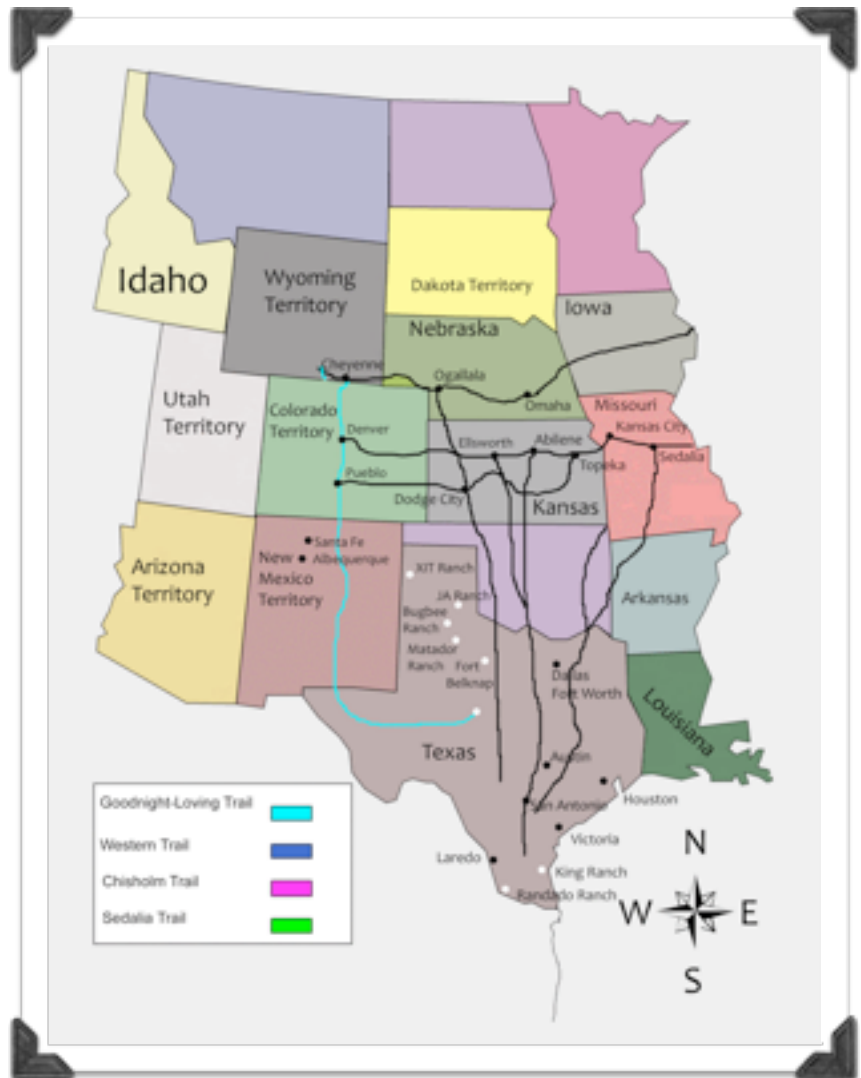 Idaho
Wyoming
Territory
Dakota Territory
Iowa
Nebraska
Cheyenne
Ogallala
Omaha
Utah
Territory
Colorado
Territory
Denver
Pueblo
Missouri
Kansas City
Sedalia
Ellsworth
Abilene
Topeka
Dodge City
Kansas
Arizona
Territory
Santa Fe
New
Albequerque
Mexico
Territory
XIT Ranch
JA Ranch
Bugbee
Ranch
Matador
Ranch
Fort
Belknap
Arkansas
Dallas
Fort Worth
Louisiana
Texas
Austin
San Antonio
Houston
Victoria
Laredo
King Ranch
Randado Ranch
Goodnight-Loving Trail
Western Trail
Chisholm Trail
Sedalia Trail
N
W
E
S